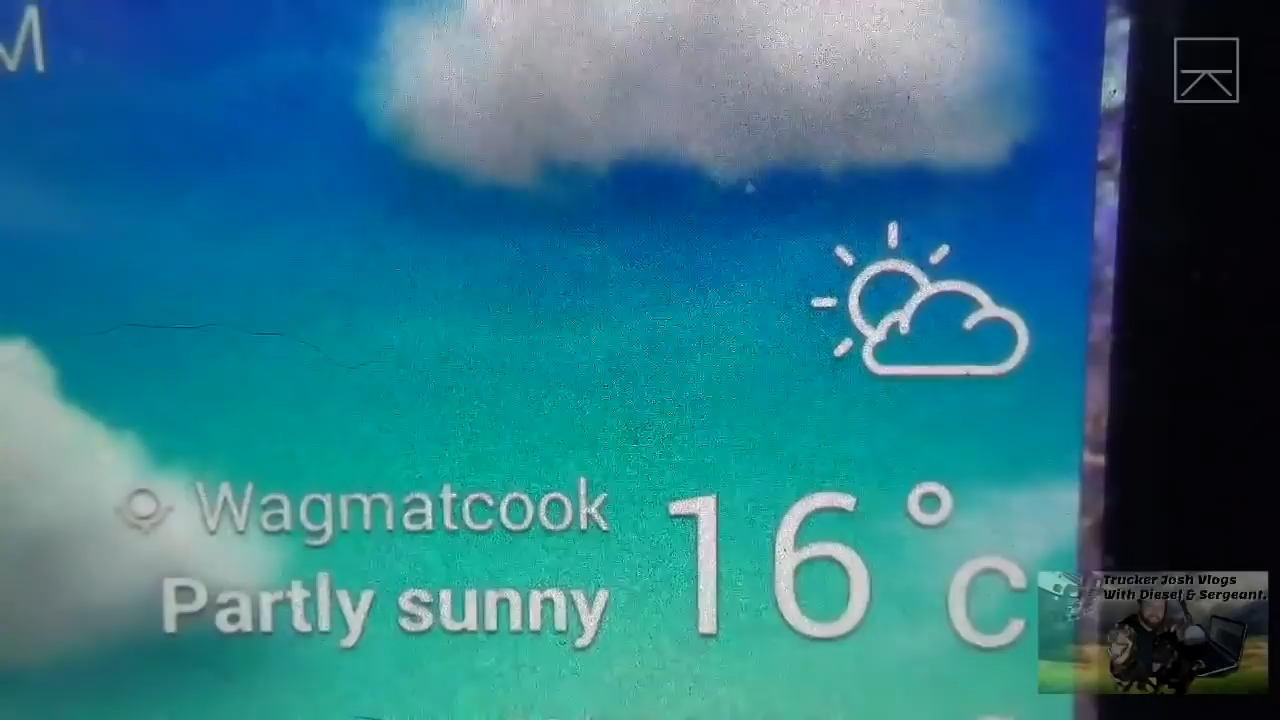 M
Wagmatcook
Partly sunny
16°C
Trucker Josh Vlogs
With Diesel & Sergeant.